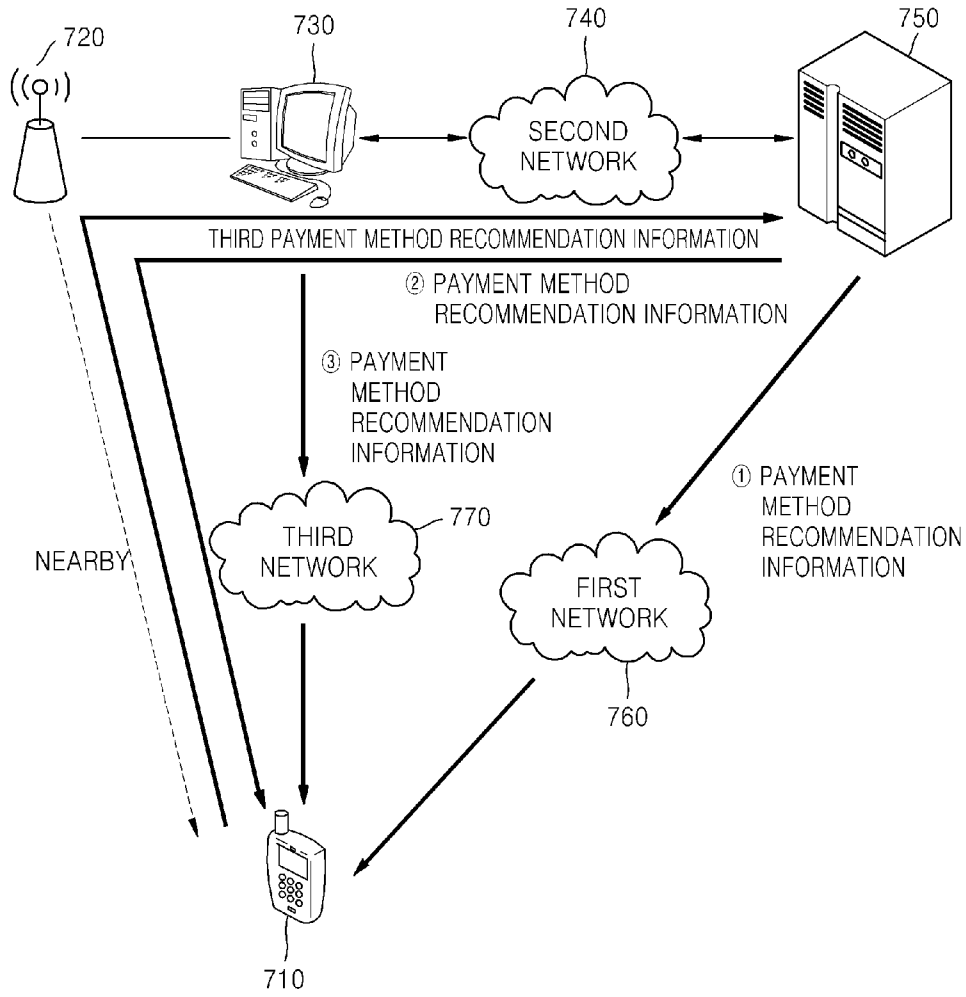 720
730
740
750
SECOND
NETWORK
THIRD PAYMENT METHOD RECOMMENDATION INFORMATION
② PAYMENT METHOD
RECOMMENDATION INFORMATION
③ PAYMENT
METHOD
RECOMMENDATION
INFORMATION
① PAYMENT
METHOD
RECOMMENDATION
INFORMATION
770
THIRD
NETWORK
NEARBY
FIRST
NETWORK
760
710